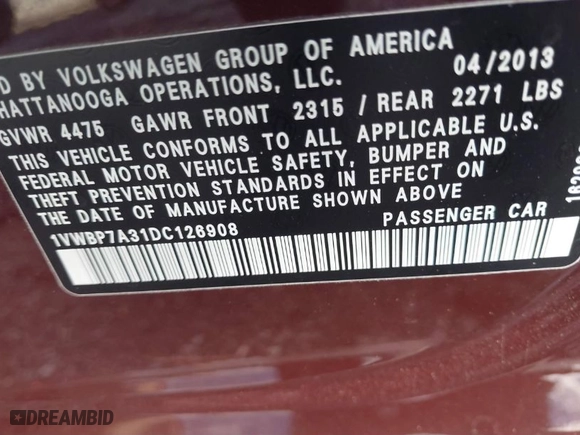 D BY VOLKSWAGEN GROUP OF AMERICA 04/2013
HATTANOOGA OPERATIONS, LLC.
GVWR 4475 GAWR FRONT 2315 / REAR 2271 LBS
THIS VEHICLE CONFORMS TO ALL APPLICABLE U.S.
FEDERAL MOTOR VEHICLE SAFETY, BUMPER AND
THEFT PREVENTION STANDARDS IN EFFECT ON
THE DATE OF MANUFACTURE SHOWN ABOVE
1VWBP7A31DC126908 PASSENGER CAR
DREAMBID